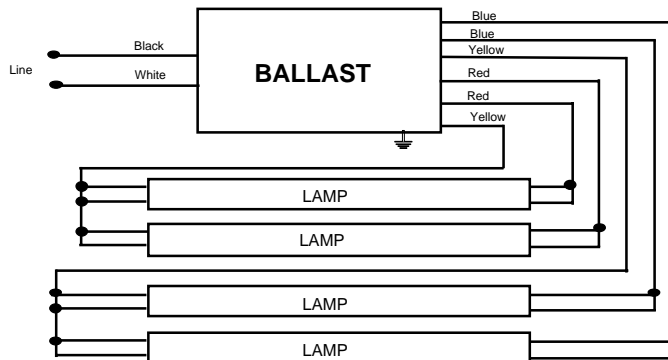 Blue
Blue
Yellow
Red
Red
Yellow
Black
White
Line
BALLAST
LAMP
LAMP
LAMP
LAMP